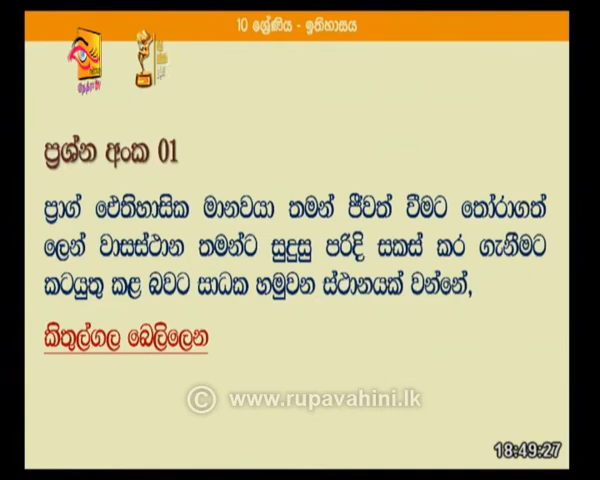 10 ශ්‍රේණිය - ඉතිහාසය
ප්‍රශ්න අංක 01
ප්‍රාග් ඓතිහාසික මානවයා තමන් ජීවත් වීමට තෝරාගත්
ලෙන් වාසස්ථාන තමන්ට සුදුසු පරිදි සකස් කර ගැනීමට
කටයුතු කළ බවට සාධක හමුවන ස්ථානයක් වන්නේ,
කිතුල්ගල බෙලිලෙන
© www.rupavahini.lk
18:49:27